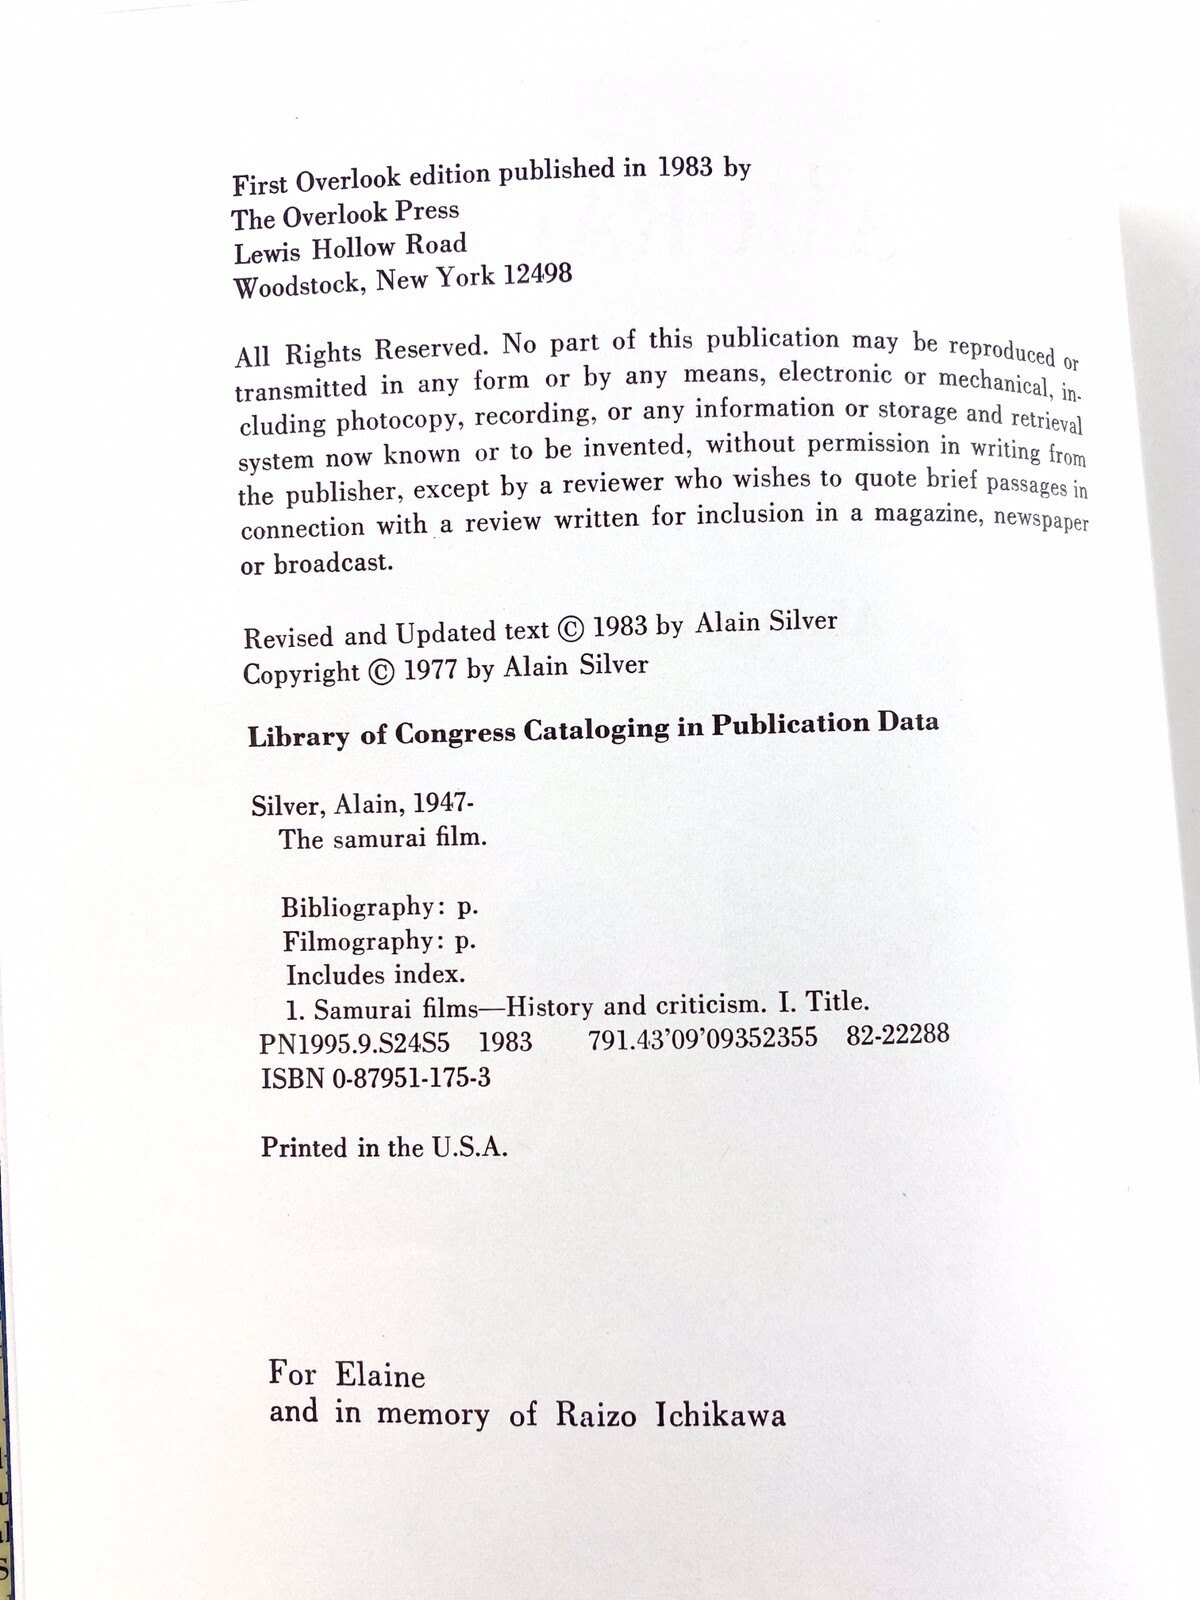 First Overlook edition published in 1983 by
The Overlook Press
Lewis Hollow Road
Woodstock, New York 12498
All Rights Reserved. No part of this publication may be reproduced or
transmitted in any form or by any means, electronic or mechanical, in-
cluding photocopy, recording, or any information or storage and retrieval
system now known or to be invented, without permission in writing from
the publisher, except by a reviewer who wishes to quote brief passages in
connection with a review written for inclusion in a magazine, newspaper
or broadcast.
Revised and Updated text © 1983 by Alain Silver
Copyright © 1977 by Alain Silver
Library of Congress Cataloging in Publication Data
Silver, Alain, 1947-
The samurai film.
Bibliography: p.
Filmography: p.
Includes index.
1. Samurai films—History and criticism. I. Title.
PN1995.9.S24S5 1983 791.43'09'09352355 82-22288
ISBN 0-87951-175-3
Printed in the U.S.A.
For Elaine
and in memory of Raizo Ichikawa